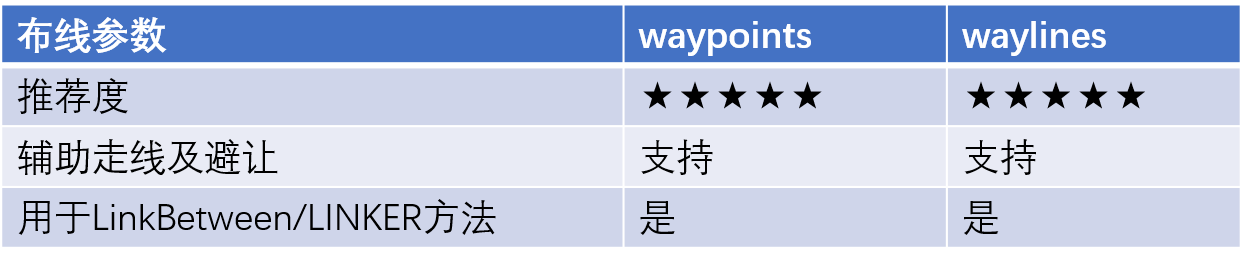 布线参数 waypoints waylines
推荐度 ★★★★★ ★★★★★
辅助走线及避让 支持 支持
用于LinkBetween/LINKER方法 是 是